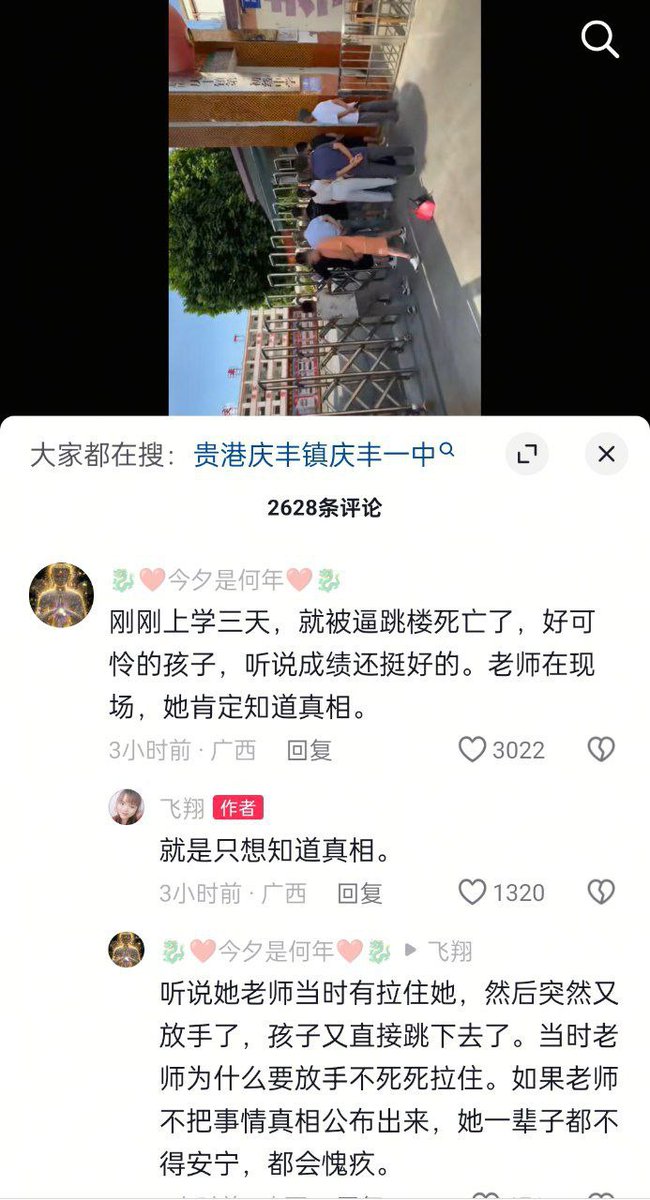 大家都在搜：贵港庆丰镇庆丰一中
2628条评论
🐉❤️今夕是何年❤️🐉
刚刚上学三天，就被逼跳楼死亡了，好可
怜的孩子，听说成绩还挺好的。老师在现
场，她肯定知道真相。
3小时前·广西 回复 3022
飞翔 作者
就是只想知道真相。
3小时前·广西 回复 1320
🐉❤️今夕是何年❤️🐉 ▶ 飞翔
听说她老师当时有拉住她，然后突然又
放手了，孩子又直接跳下去了。当时老
师为什么要放手不死死拉住。如果老师
不把事情真相公布出来，她一辈子都不
得安宁，都会愧疚。